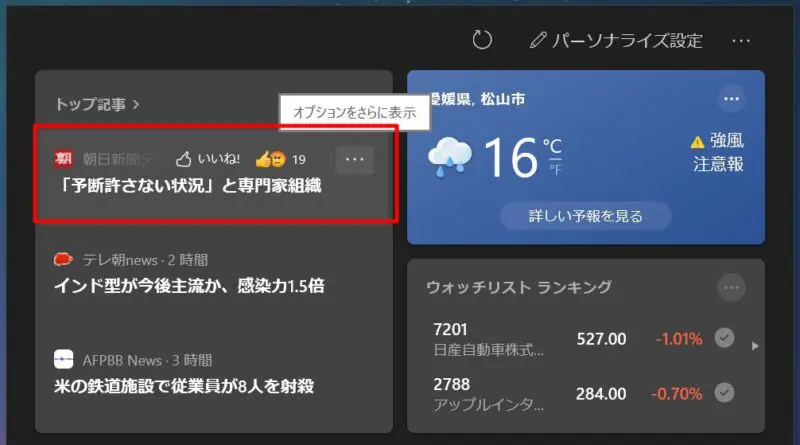 パーソナライズ設定 ...
トップ記事 >
オプションをさらに表示
朝 朝日新聞デ いいね! 19 ...
「予断許さない状況」と専門家組織
テレ朝news · 2 時間
インド型が今後主流か、感染力1.5倍
AFPBB News · 3 時間
米の鉄道施設で従業員が8人を射殺
愛媛県, 松山市 ...
16 °C
°F
強風
注意報
詳しい予報を見る
ウォッチリスト ランキング ...
7201 527.00 -1.01%
日産自動車株式...
2788 284.00 -0.70%
アップルインタ...